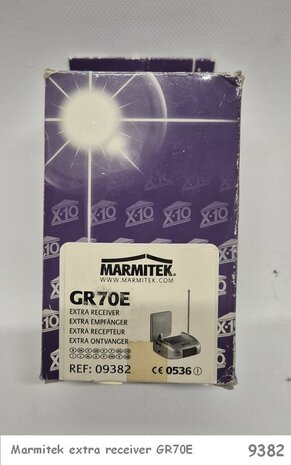 X-10
X-10
X-10
X-10
X-10
MARMITEK®
WWW.MARMITEK.COM
GR70E
EXTRA RECEIVER
EXTRA EMPFÄNGER
EXTRA RECEPTEUR
EXTRA ONTVANGER
REF: 09382
CE 0536
Marmitek extra receiver GR70E 9382